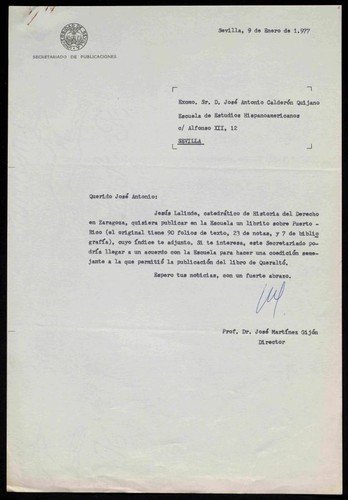 Sevilla, 9 de Enero de 1.977
SECRETARIADO DE PUBLICACIONES
Excmo. Sr. D. José Antonio Calderón Quijano
Escuela de Estudios Hispanoamericanos
c/ Alfonso XII, 12
SEVILLA
Querido José Antonio:
Jesús Lalinde, catedrático de Historia del Derecho
en Zaragoza, quisiera publicar en la Escuela un librito sobre Puerto-
Rico (el original tiene 90 folios de texto, 23 de notas, y 7 de biblio
grafía), cuyo índice te adjunto. Si te interesa, este Secretariado po-
dría llegar a un acuerdo con la Escuela para hacer una coedición seme-
jante a la que permitió la publicación del libro de Queraltó.
Espero tus noticias, con un fuerte abrazo.
Prof. Dr. José Martínez Gijón
Director